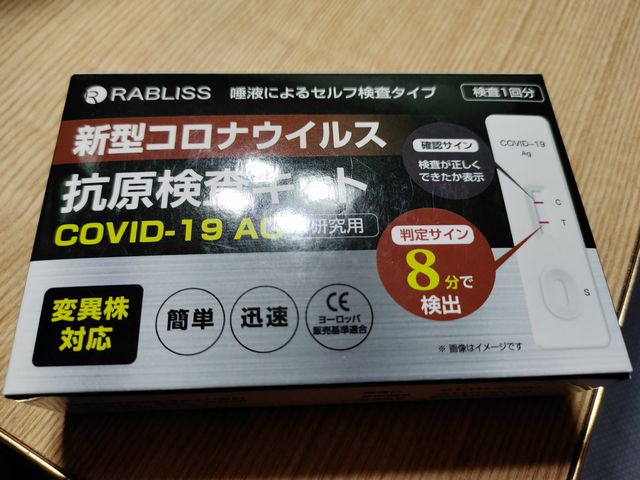 RABLISS 唾液によるセルフ検査タイプ 検査1回分
新型コロナウイルス
抗原検査キット
COVID-19 AG 研究用
確認サイン
検査が正しく
できたか表示
判定サイン
8分で
検出
COVID-19
Ag
C
T
S
変異株
対応
簡単
迅速
CE
ヨーロッパ
販売基準適合
※ 画像はイメージです